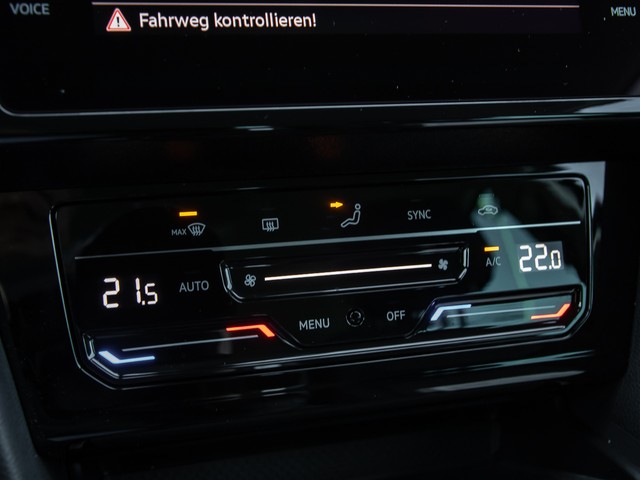 VOICE
Fahrweg kontrollieren!
MENU
MAX
SYNC
21.5
AUTO
A/C
22.0
MENU
OFF